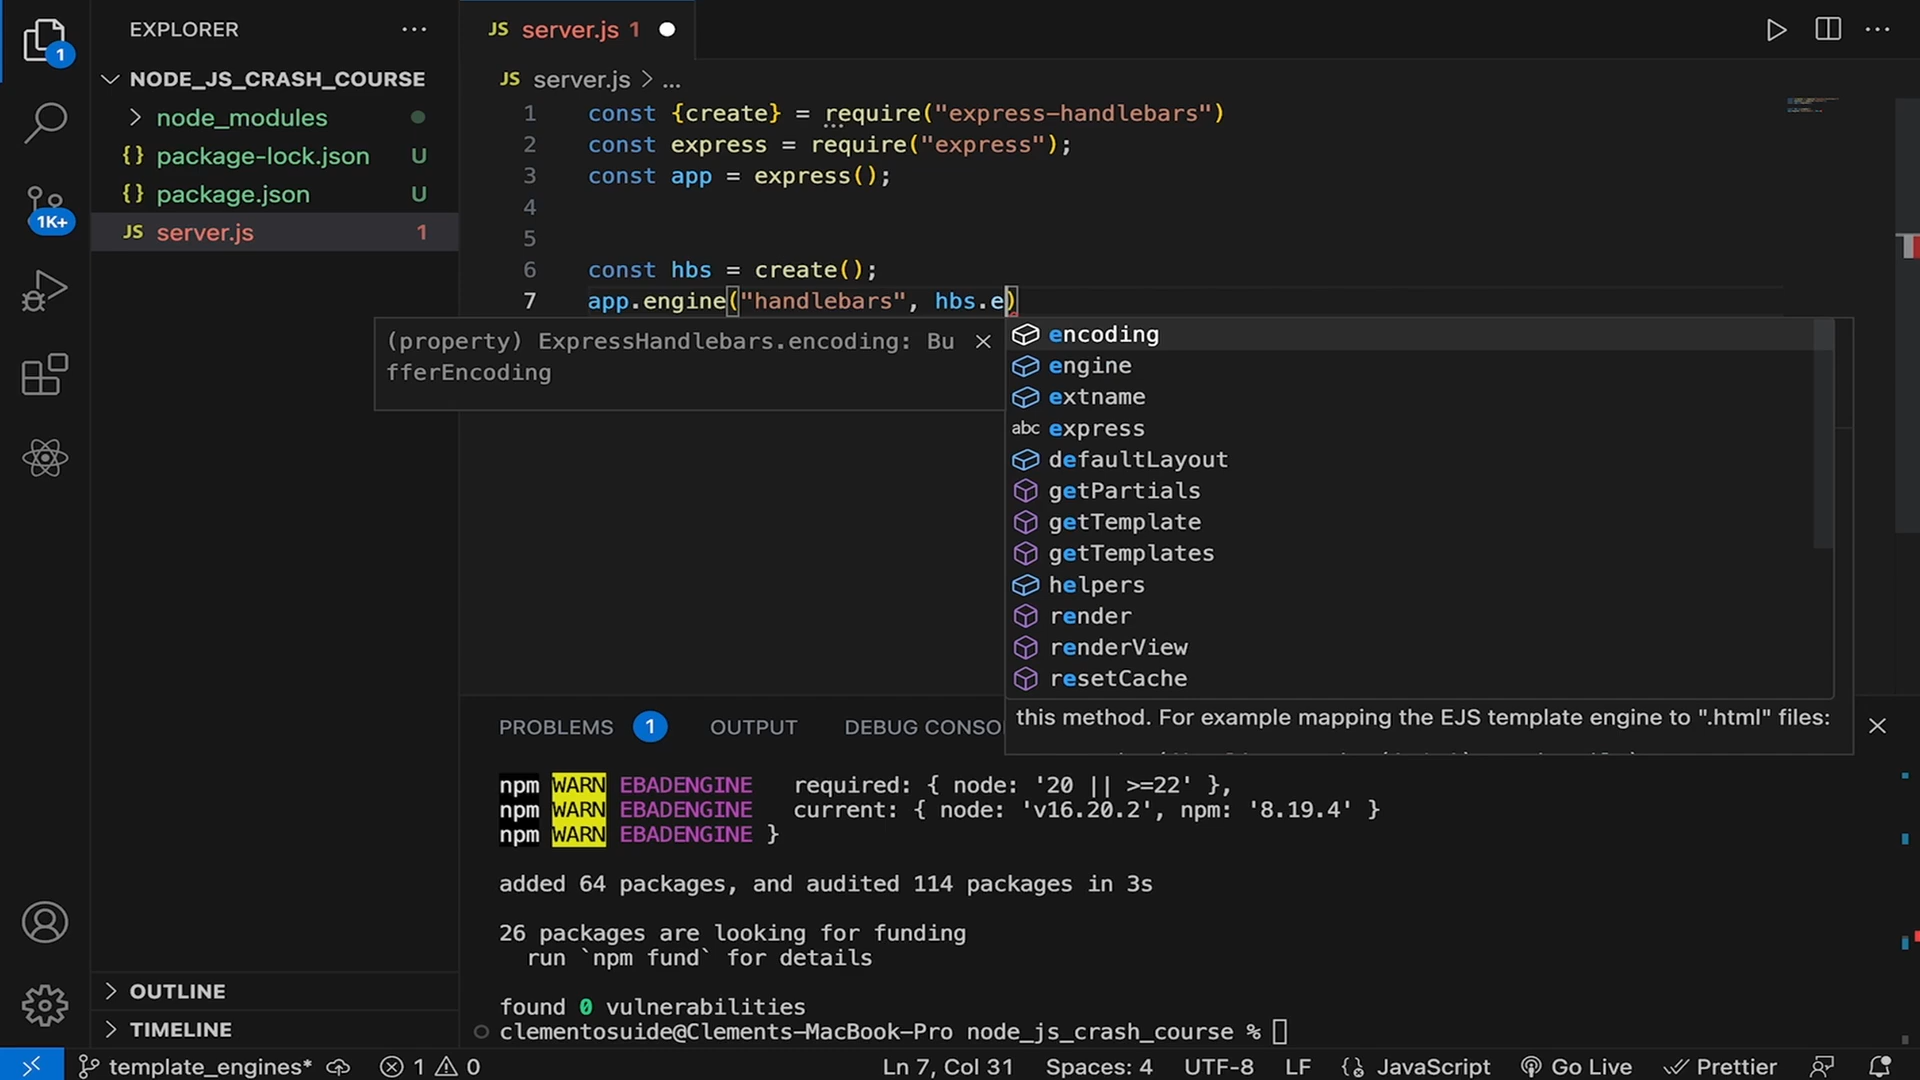 EXPLORER
NODE_JS_CRASH_COURSE
node_modules
{} package-lock.json U
{} package.json U
JS server.js 1
1
1K+
OUTLINE
TIMELINE
JS server.js 1
JS server.js > ...
1 const {create} = require("express-handlebars")
2 const express = require("express");
3 const app = express();
4
5
6 const hbs = create();
7 app.engine("handlebars", hbs.e)
(property) ExpressHandlebars.encoding: Bu
fferEncoding
encoding
engine
extname
abc express
defaultLayout
getPartials
getTemplate
getTemplates
helpers
render
renderView
resetCache
this method. For example mapping the EJS template engine to ".html" files:
PROBLEMS 1 OUTPUT DEBUG CONSO
npm WARN EBADENGINE required: { node: '20 || >=22' },
npm WARN EBADENGINE current: { node: 'v16.20.2', npm: '8.19.4' }
npm WARN EBADENGINE }
added 64 packages, and audited 114 packages in 3s
26 packages are looking for funding
run `npm fund` for details
found 0 vulnerabilities
clementosuide@Clements-MacBook-Pro node_js_crash_course %
template_engines* 1 0 Ln 7, Col 31 Spaces: 4 UTF-8 LF JavaScript Go Live Prettier